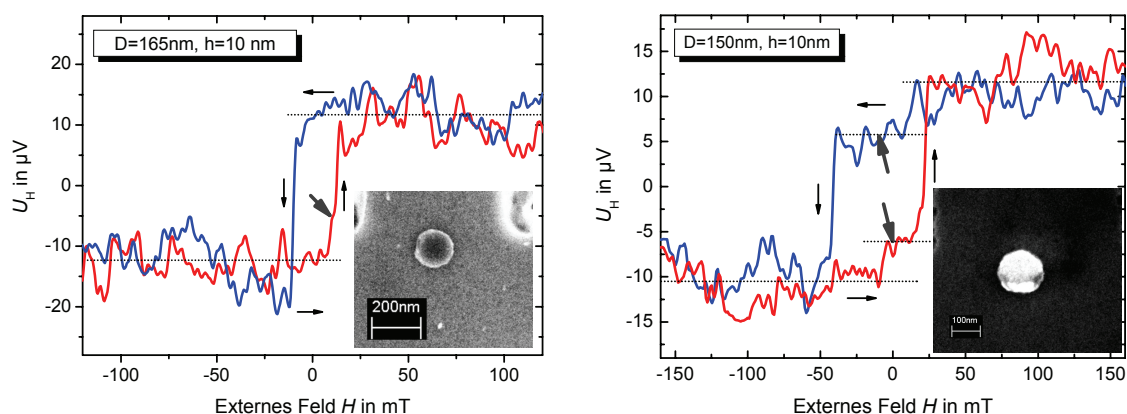 D=165nm, h=10 nm
20
10
0
-10
-20
U_H in µV
-100 -50 0 50 100
Externes Feld H in mT
200nm
D=150nm, h=10nm
15
10
5
0
-5
-10
-15
U_H in µV
-150 -100 -50 0 50 100 150
Externes Feld H in mT
100nm